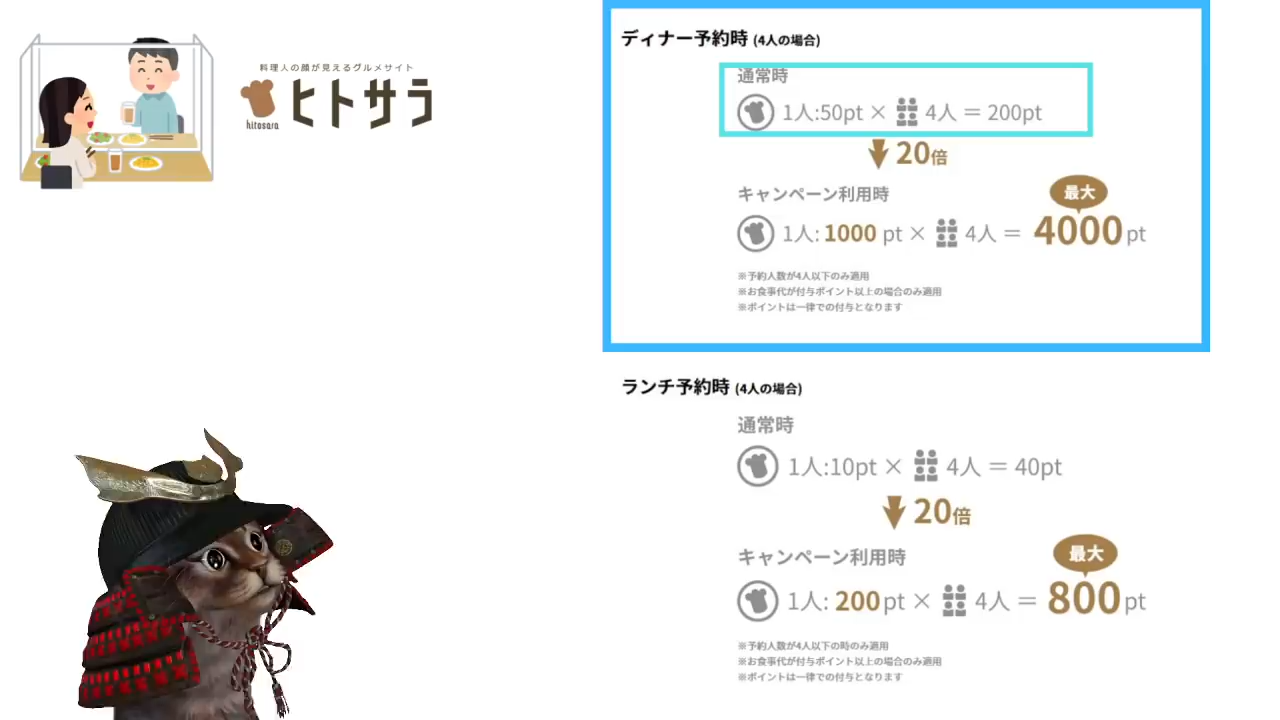 料理人の顔が見えるグルメサイト
ヒトサラ
hitosara
ディナー予約時 (4人の場合)
通常時
1人:50pt × 4人 = 200pt
20倍
キャンペーン利用時
最大
1人: 1000 pt × 4人 = 4000 pt
※予約人数が4人以下のみ適用
※お食事代が付与ポイント以上の場合のみ適用
※ポイントは一律での付与となります
ランチ予約時 (4人の場合)
通常時
1人:10pt × 4人 = 40pt
20倍
キャンペーン利用時
最大
1人: 200 pt × 4人 = 800 pt
※予約人数が4人以下の時のみ適用
※お食事代が付与ポイント以上の場合のみ適用
※ポイントは一律での付与となります